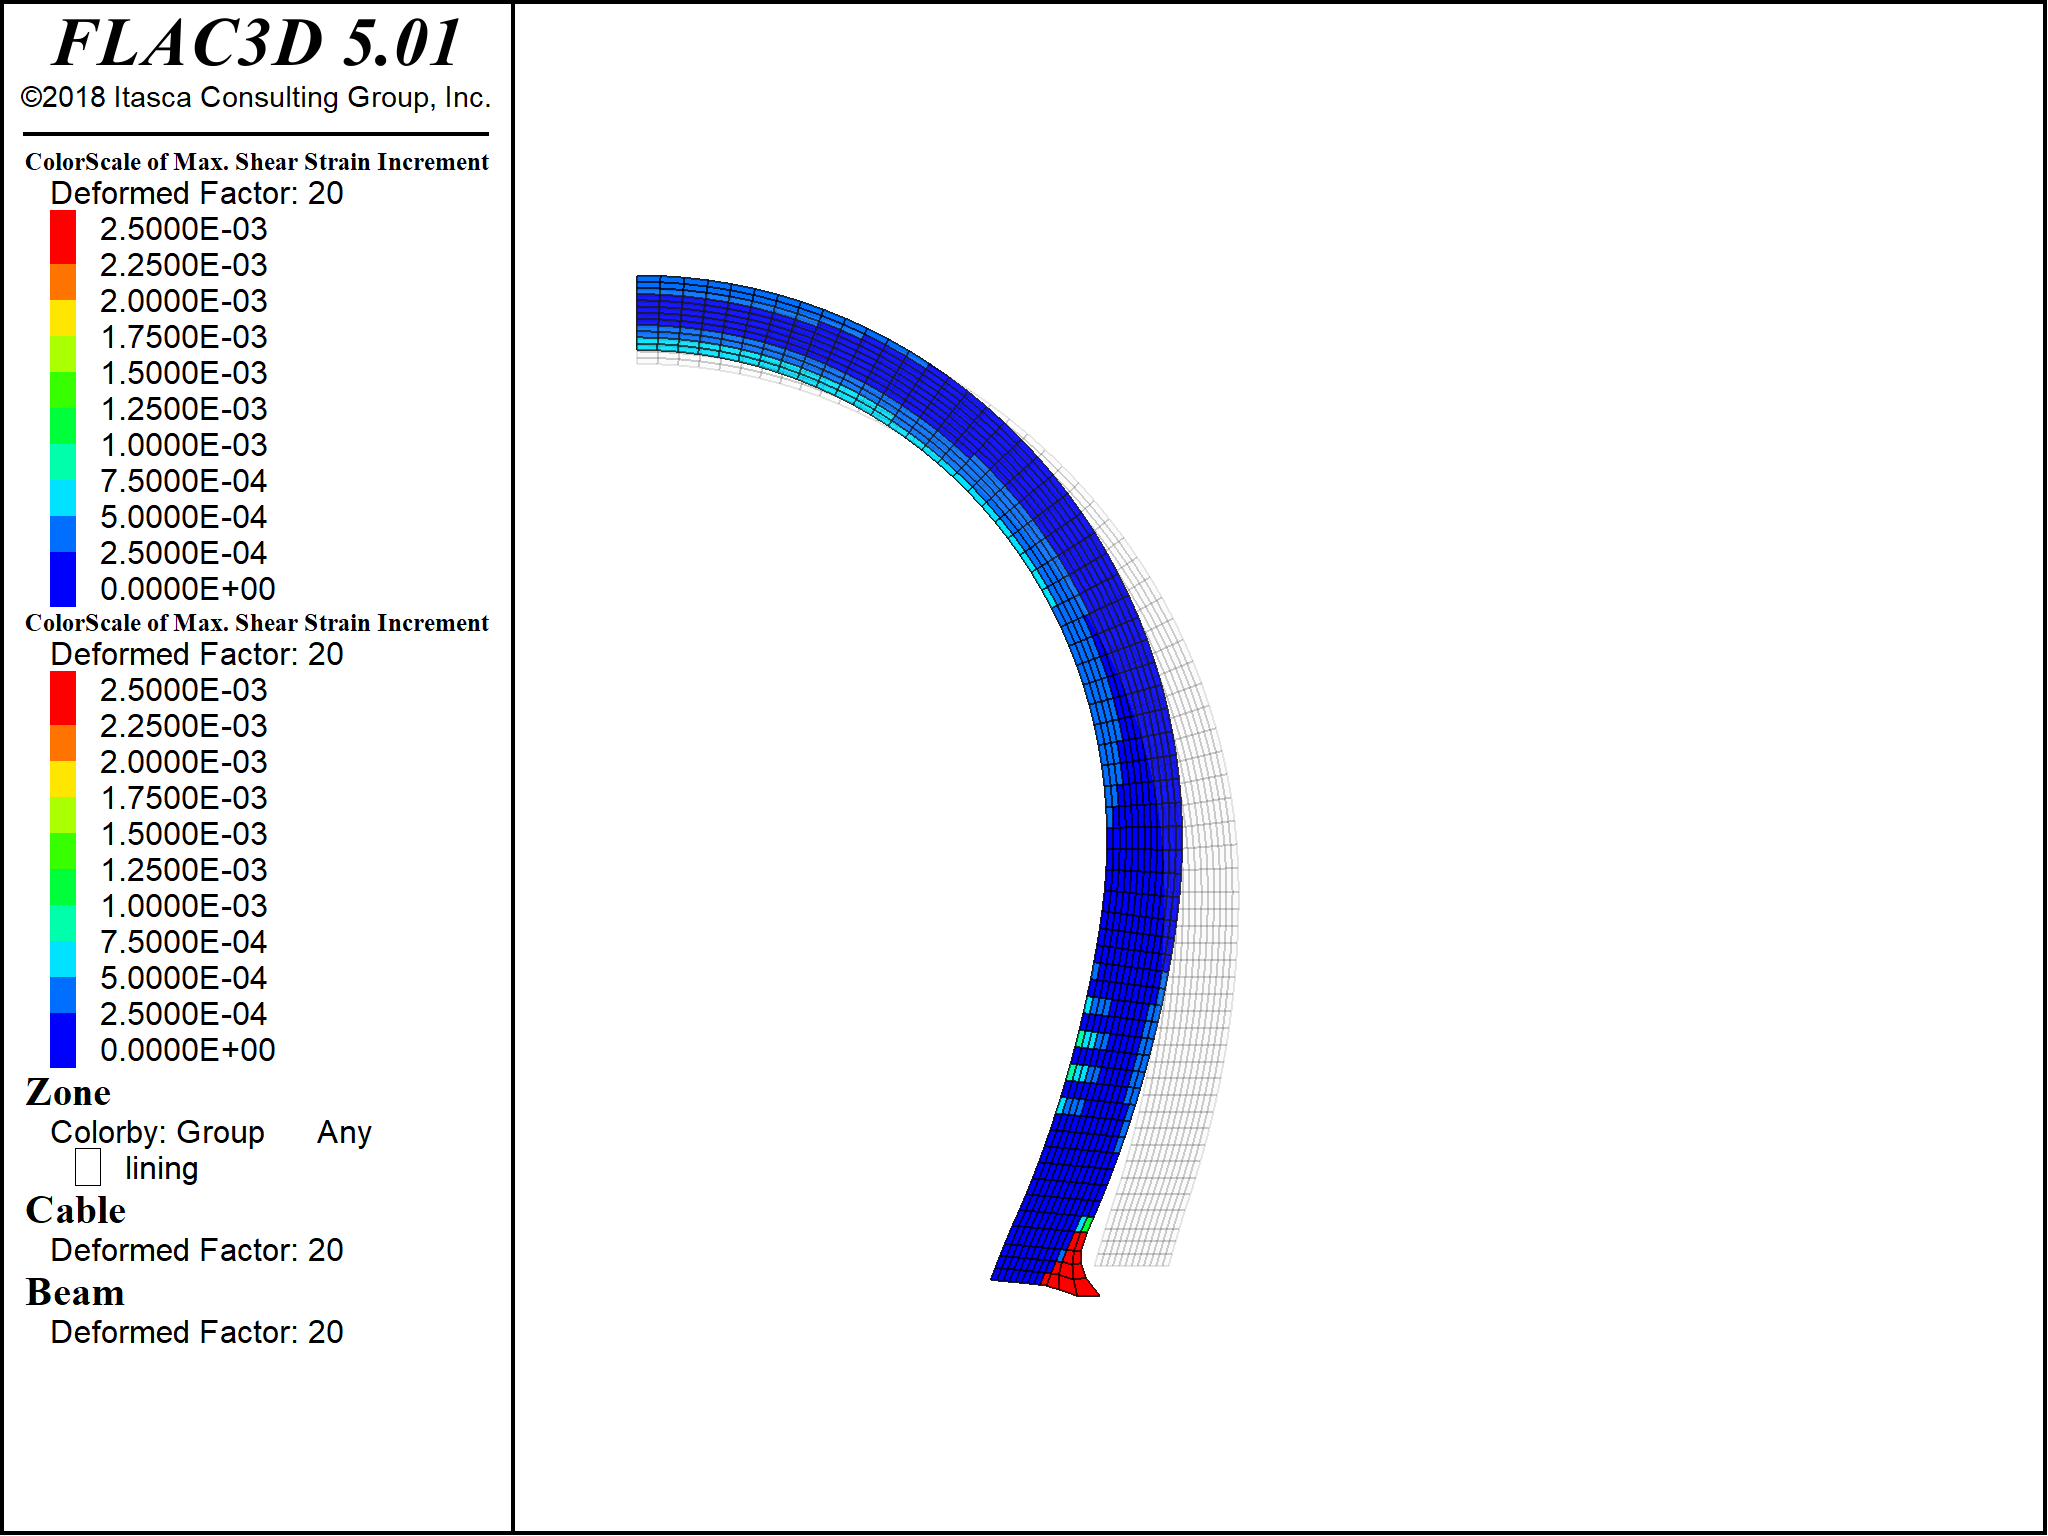 FLAC3D 5.01
©2018 Itasca Consulting Group, Inc.
ColorScale of Max. Shear Strain Increment
Deformed Factor: 20
2.5000E-03
2.2500E-03
2.0000E-03
1.7500E-03
1.5000E-03
1.2500E-03
1.0000E-03
7.5000E-04
5.0000E-04
2.5000E-04
0.0000E+00
ColorScale of Max. Shear Strain Increment
Deformed Factor: 20
2.5000E-03
2.2500E-03
2.0000E-03
1.7500E-03
1.5000E-03
1.2500E-03
1.0000E-03
7.5000E-04
5.0000E-04
2.5000E-04
0.0000E+00
Zone
Colorby: Group Any
lining
Cable
Deformed Factor: 20
Beam
Deformed Factor: 20